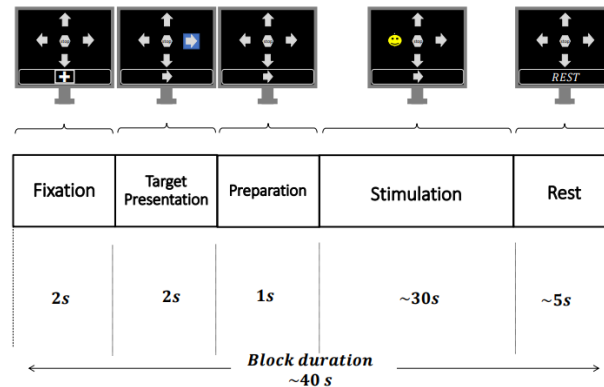 REST
Fixation
Target
Presentation
Preparation
Stimulation
Rest
2s
2s
1s
~30s
~5s
Block duration
~40 s